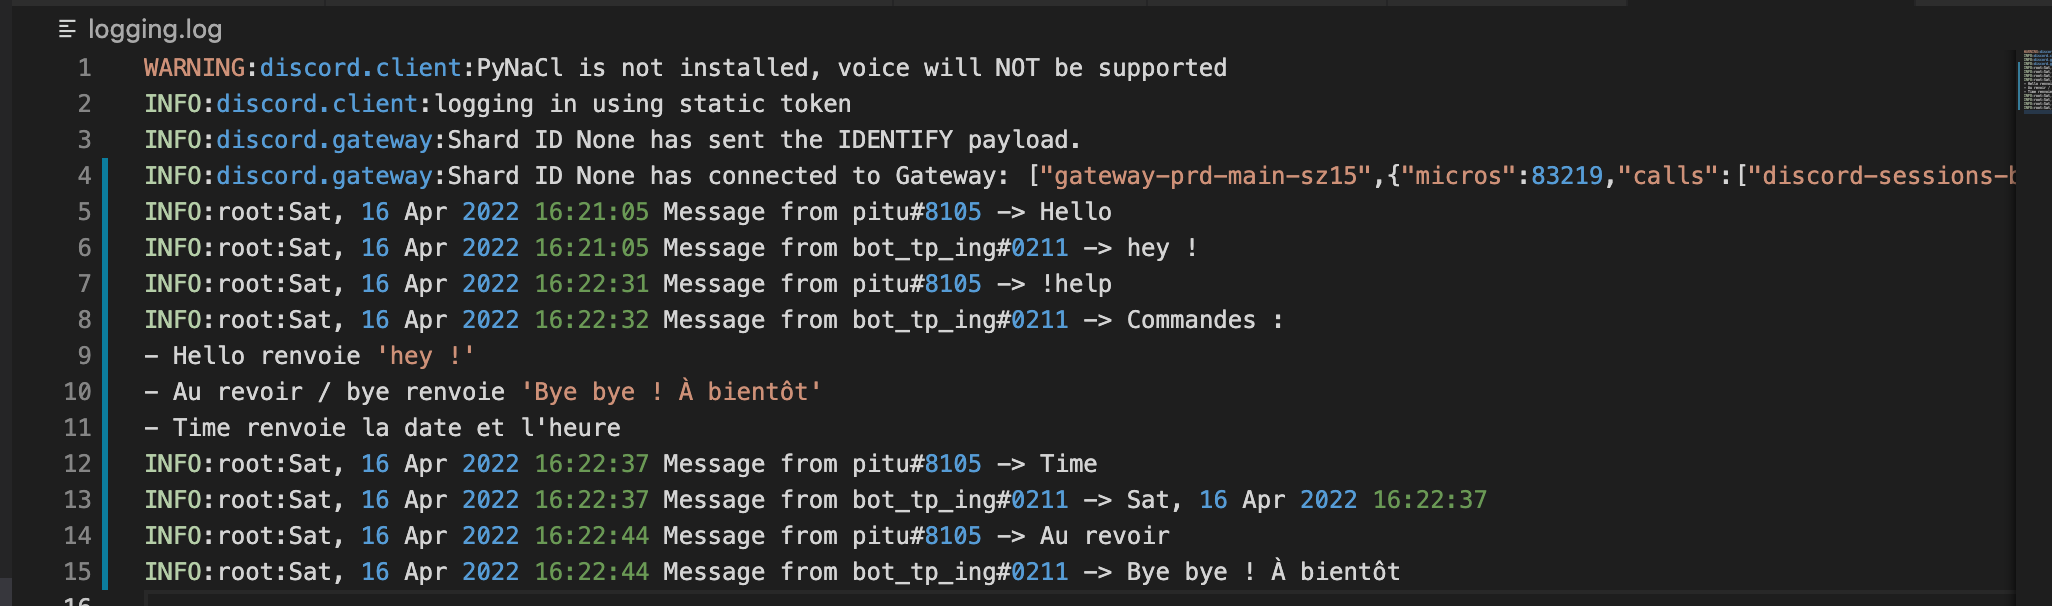 logging.log
1 WARNING:discord.client:PyNaCl is not installed, voice will NOT be supported
2 INFO:discord.client:logging in using static token
3 INFO:discord.gateway:Shard ID None has sent the IDENTIFY payload.
4 INFO:discord.gateway:Shard ID None has connected to Gateway: ["gateway-prd-main-sz15",{"micros":83219,"calls":["discord-sessions-
5 INFO:root:Sat, 16 Apr 2022 16:21:05 Message from pitu#8105 -> Hello
6 INFO:root:Sat, 16 Apr 2022 16:21:05 Message from bot_tp_ing#0211 -> hey !
7 INFO:root:Sat, 16 Apr 2022 16:22:31 Message from pitu#8105 -> !help
8 INFO:root:Sat, 16 Apr 2022 16:22:32 Message from bot_tp_ing#0211 -> Commandes :
9 - Hello renvoie 'hey !'
10 - Au revoir / bye renvoie 'Bye bye ! À bientôt'
11 - Time renvoie la date et l'heure
12 INFO:root:Sat, 16 Apr 2022 16:22:37 Message from pitu#8105 -> Time
13 INFO:root:Sat, 16 Apr 2022 16:22:37 Message from bot_tp_ing#0211 -> Sat, 16 Apr 2022 16:22:37
14 INFO:root:Sat, 16 Apr 2022 16:22:44 Message from pitu#8105 -> Au revoir
15 INFO:root:Sat, 16 Apr 2022 16:22:44 Message from bot_tp_ing#0211 -> Bye bye ! À bientôt
16